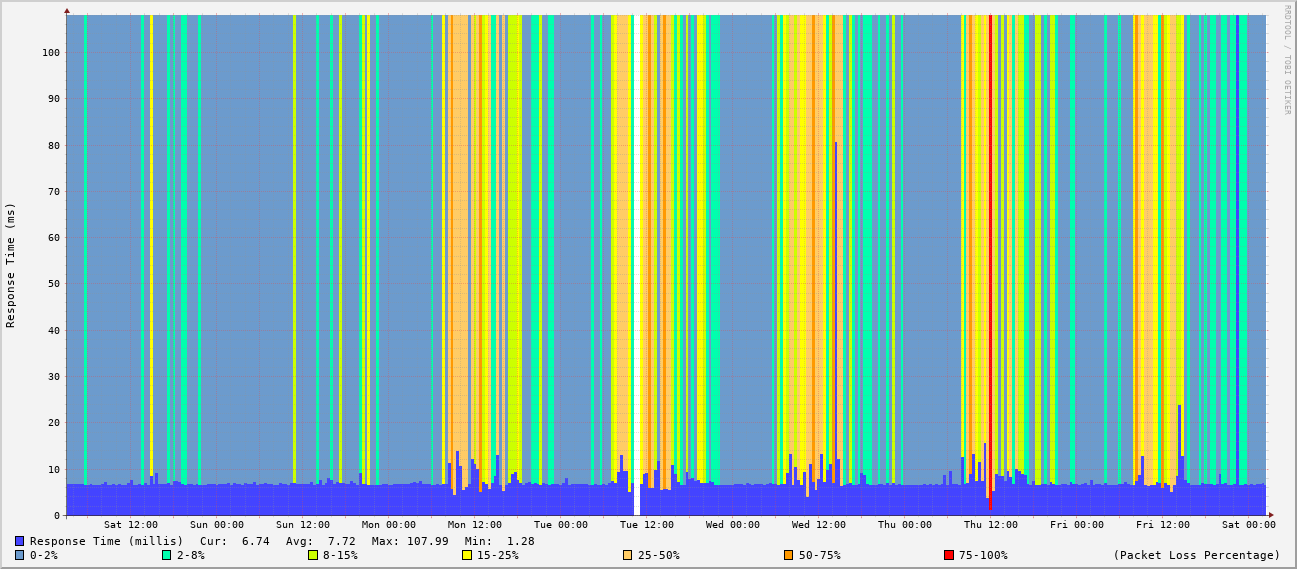 RRDTOOL / TOBI OETIKER
Response Time (ms)
100
90
80
70
60
50
40
30
20
10
0
Sat 12:00 Sun 00:00 Sun 12:00 Mon 00:00 Mon 12:00 Tue 00:00 Tue 12:00 Wed 00:00 Wed 12:00 Thu 00:00 Thu 12:00 Fri 00:00 Fri 12:00 Sat 00:00
Response Time (millis) Cur: 6.74 Avg: 7.72 Max: 107.99 Min: 1.28
0-2% 2-8% 8-15% 15-25% 25-50% 50-75% 75-100% (Packet Loss Percentage)